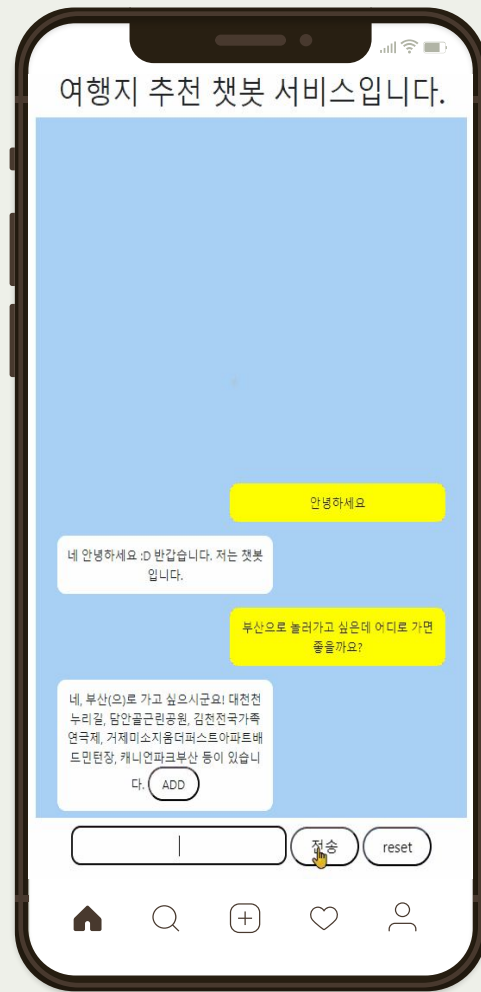 여행지 추천 챗봇 서비스입니다.
안녕하세요
네 안녕하세요 :D 반갑습니다. 저는 챗봇
입니다.
부산으로 놀러가고 싶은데 어디로 가면
좋을까요?
네, 부산(으)로 가고 싶으시군요! 대천천
누리길, 담안골근린공원, 김천전국가족
연극제, 거제미소지움더퍼스트아파트배
드민턴장, 캐니언파크부산 등이 있습니
다. ADD
전송 reset